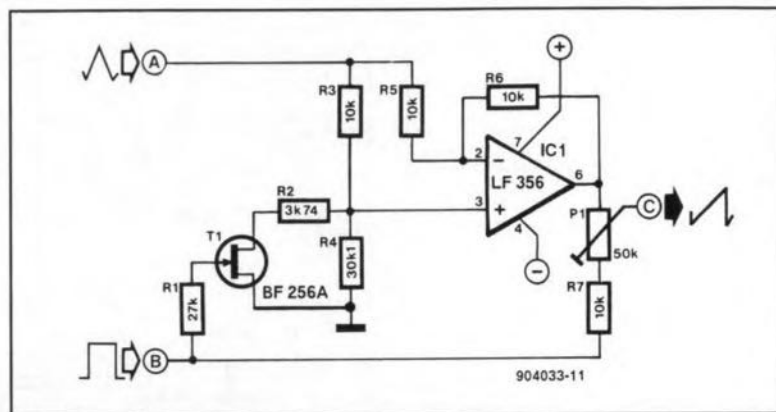 A
R3
10k
R5
10k
R6
10k
+
7
IC1
2
−
LF 356
6
3
+
4
−
R2
3k74
T1
R4
30k1
BF 256A
R1
27k
P1
50k
C
R7
10k
B
904033-11